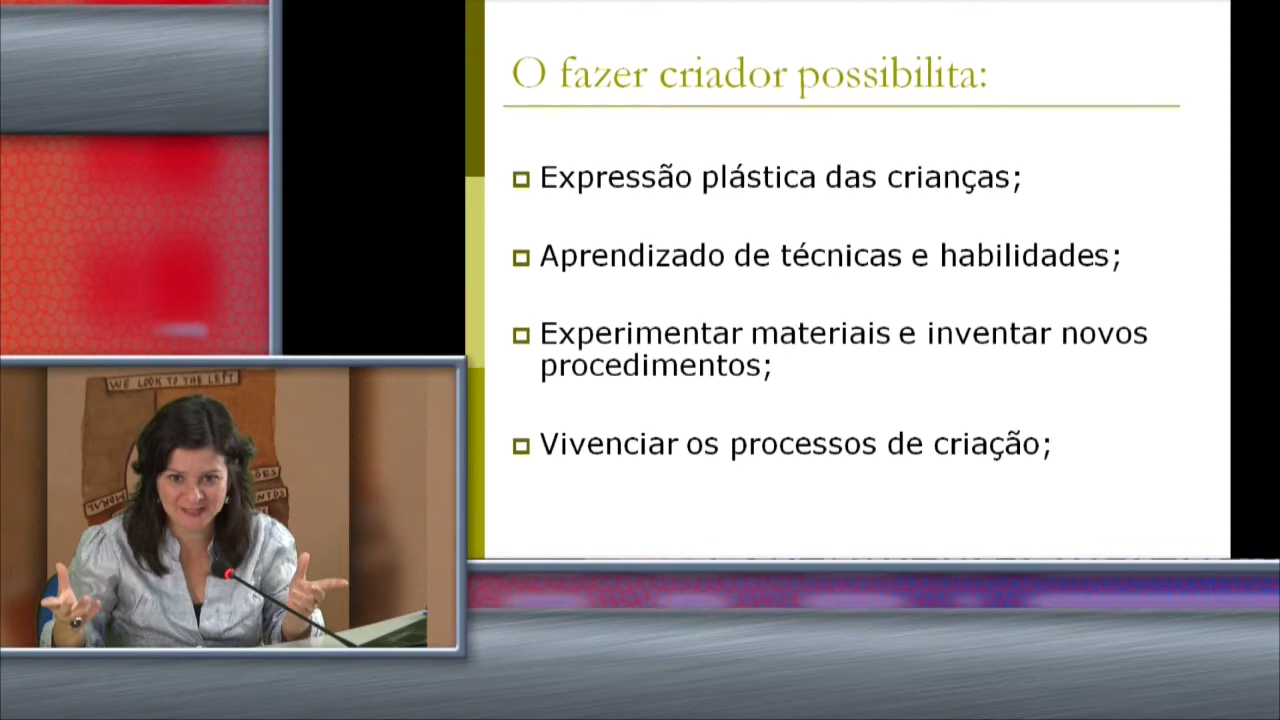 O fazer criador possibilita:
Expressão plástica das crianças;
Aprendizado de técnicas e habilidades;
Experimentar materiais e inventar novos
procedimentos;
Vivenciar os processos de criação;
WE LOOK TO THE LEFT
MORAL